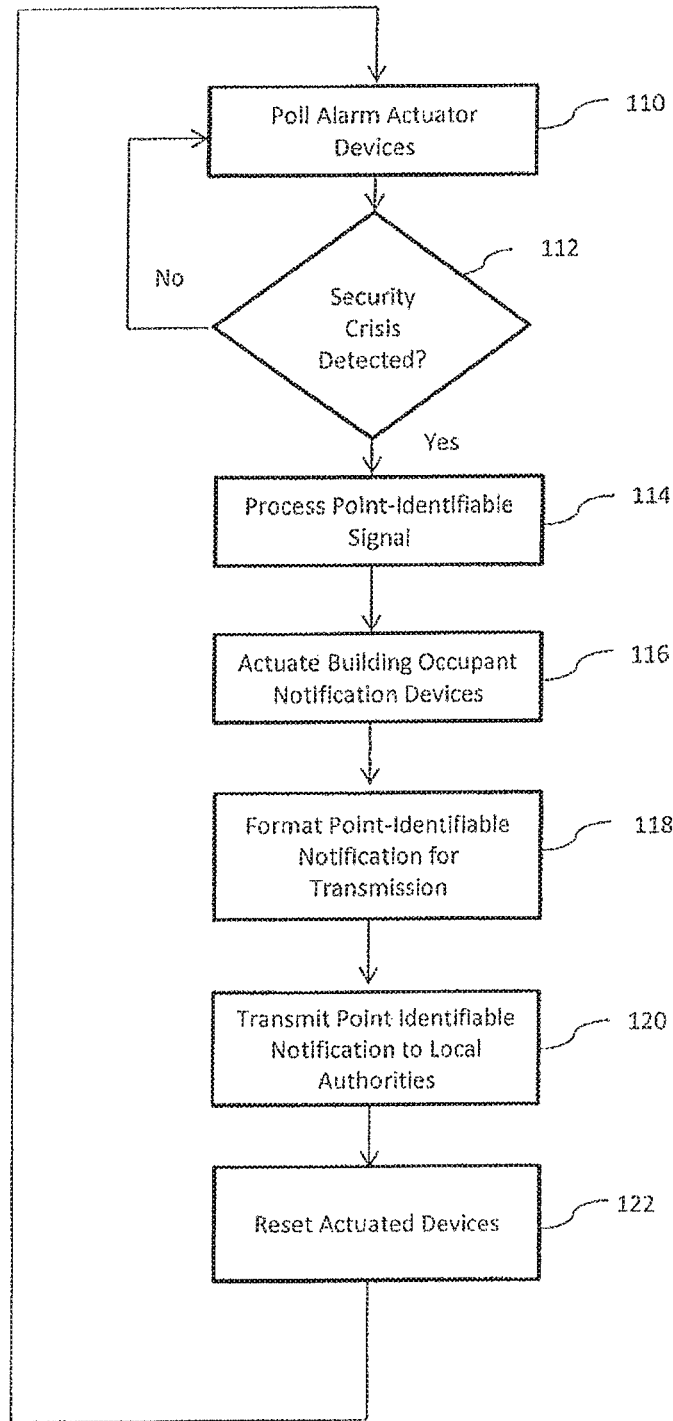 Poll Alarm Actuator
Devices
110
112
No
Security
Crisis
Detected?
Yes
Process Point-Identifiable
Signal
114
Actuate Building Occupant
Notification Devices
116
Format Point-Identifiable
Notification for
Transmission
118
Transmit Point Identifiable
Notification to Local
Authorities
120
Reset Actuated Devices
122